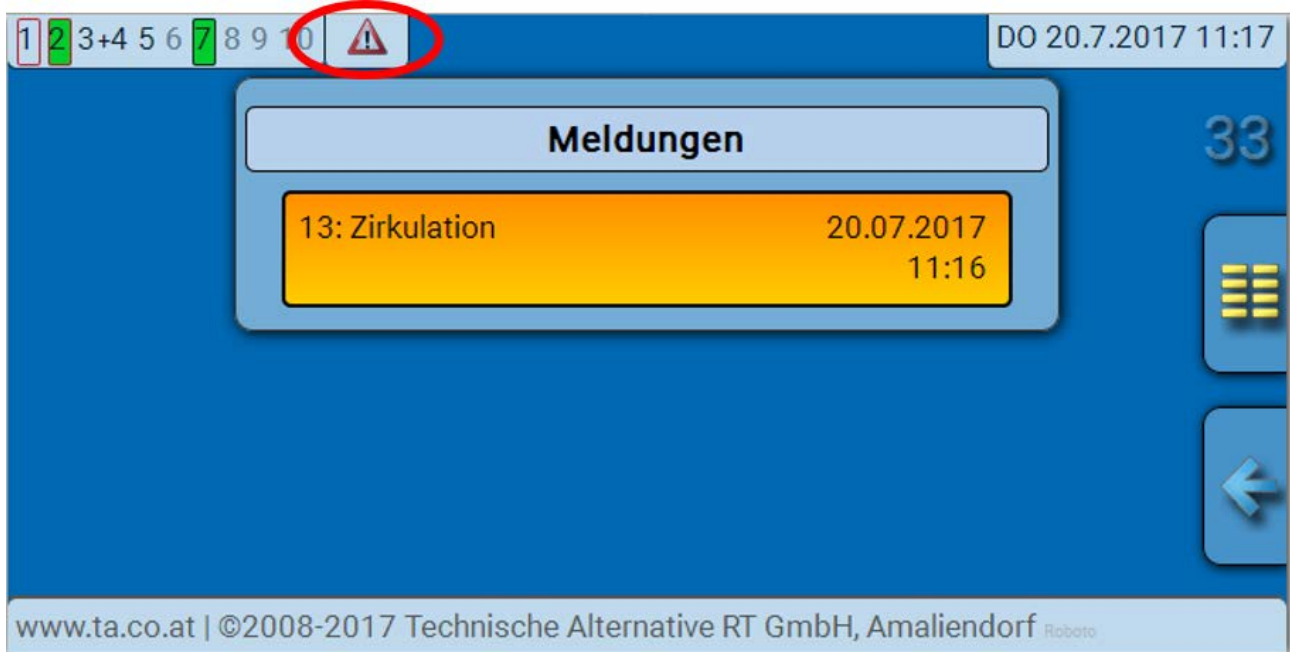 1 2 3+4 5 6 7 8 9 10
DO 20.7.2017 11:17
Meldungen
33
13: Zirkulation 20.07.2017
11:16
www.ta.co.at | ©2008-2017 Technische Alternative RT GmbH, Amaliendorf Roboto